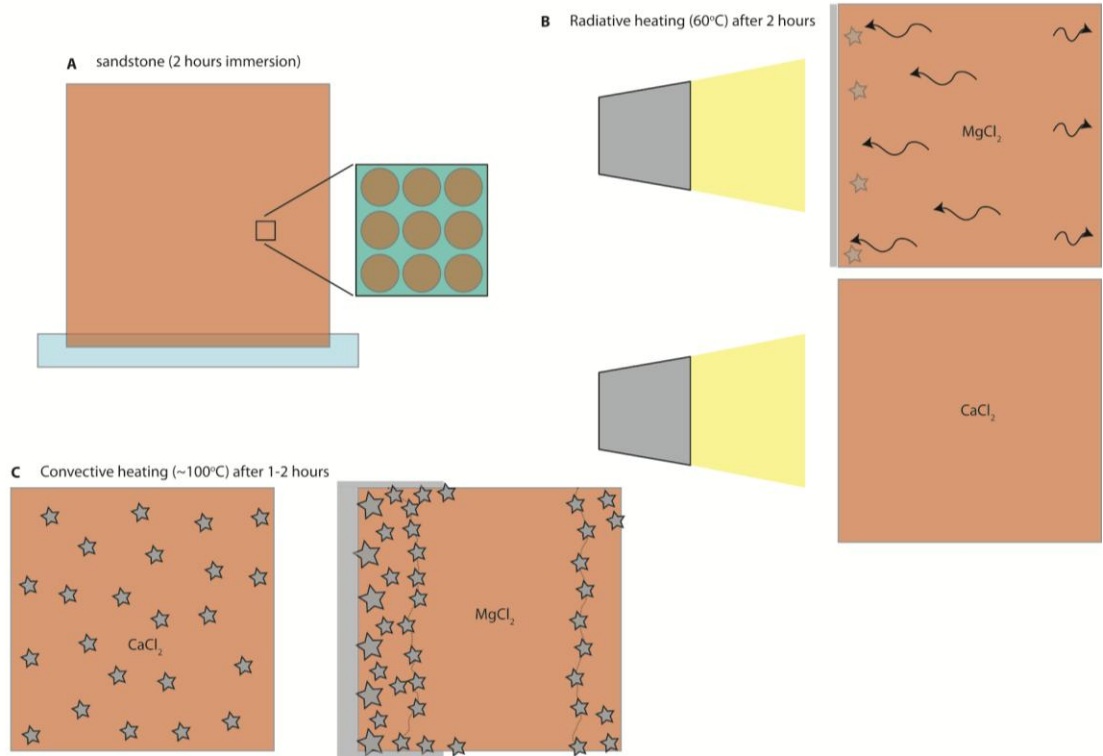 A sandstone (2 hours immersion)
B Radiative heating (60°C) after 2 hours
MgCl₂
CaCl₂
C Convective heating (~100°C) after 1-2 hours
CaCl₂
MgCl₂